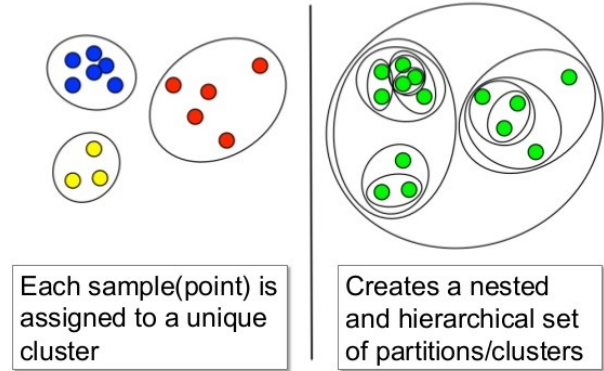 Each sample(point) is
assigned to a unique
cluster
Creates a nested
and hierarchical set
of partitions/clusters